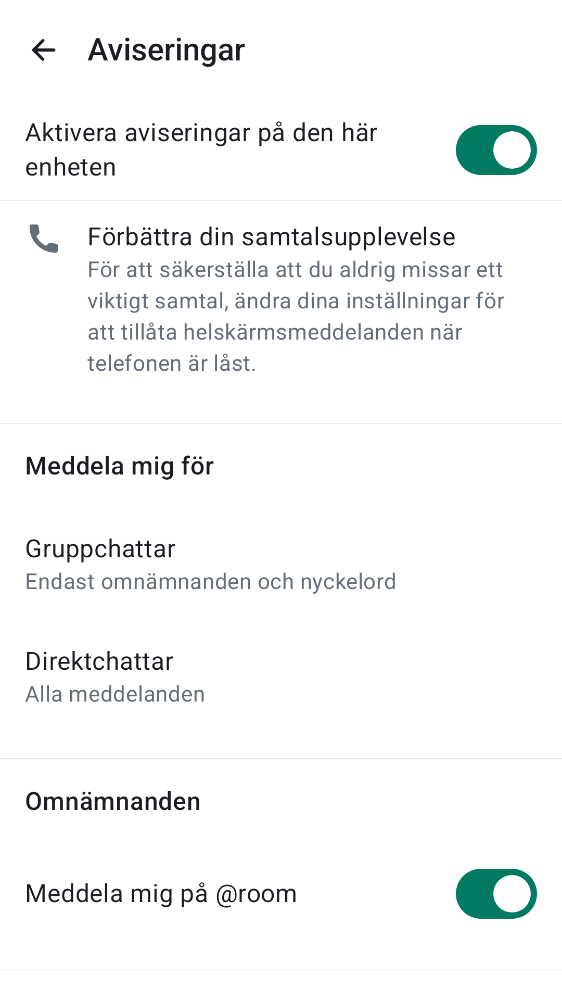 Aviseringar
Aktivera aviseringar på den här
enheten
Förbättra din samtalsupplevelse
För att säkerställa att du aldrig missar ett
viktigt samtal, ändra dina inställningar för
att tillåta helskärmsmeddelanden när
telefonen är låst.
Meddela mig för
Gruppchattar
Endast omnämnanden och nyckelord
Direktchattar
Alla meddelanden
Omnämnanden
Meddela mig på @room